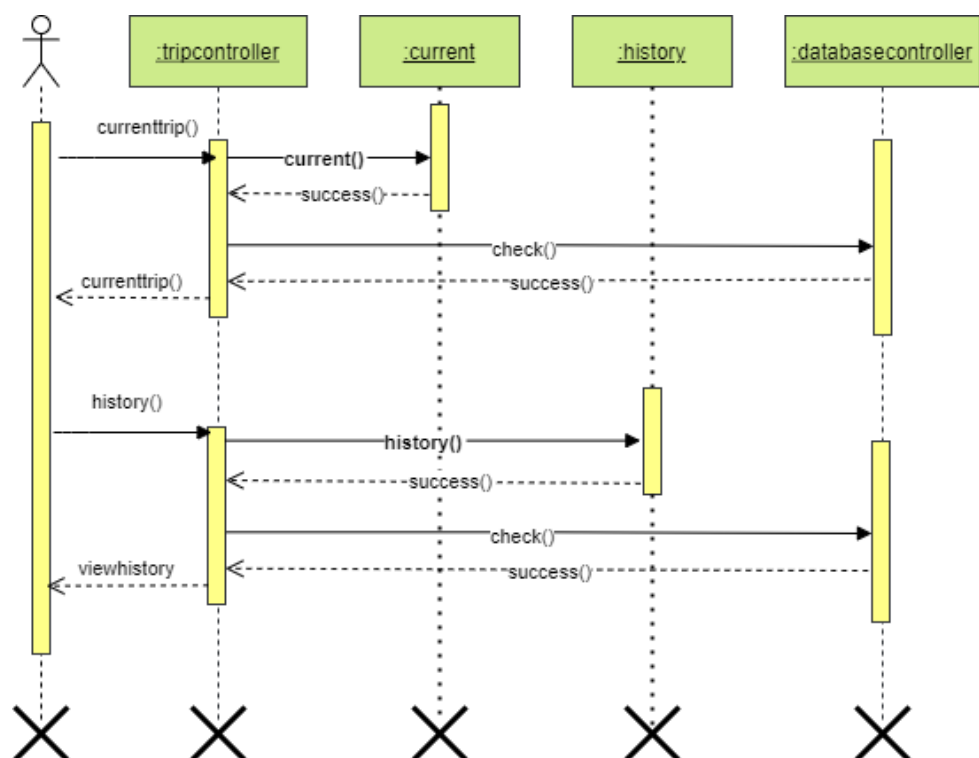 :tripcontroller
:current
:history
:databasecontroller
currenttrip()
current()
success()
check()
currenttrip()
success()
history()
history()
success()
check()
viewhistory
success()